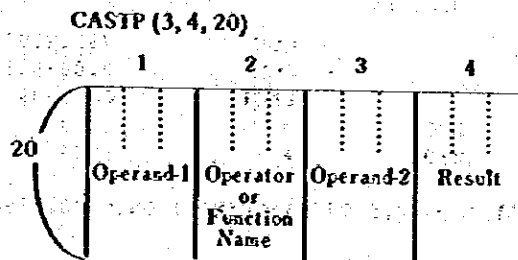 CASTP (3, 4, 20)
1 2 3 4
20
Operand-1 Operator Operand-2 Result
or
Function
Name